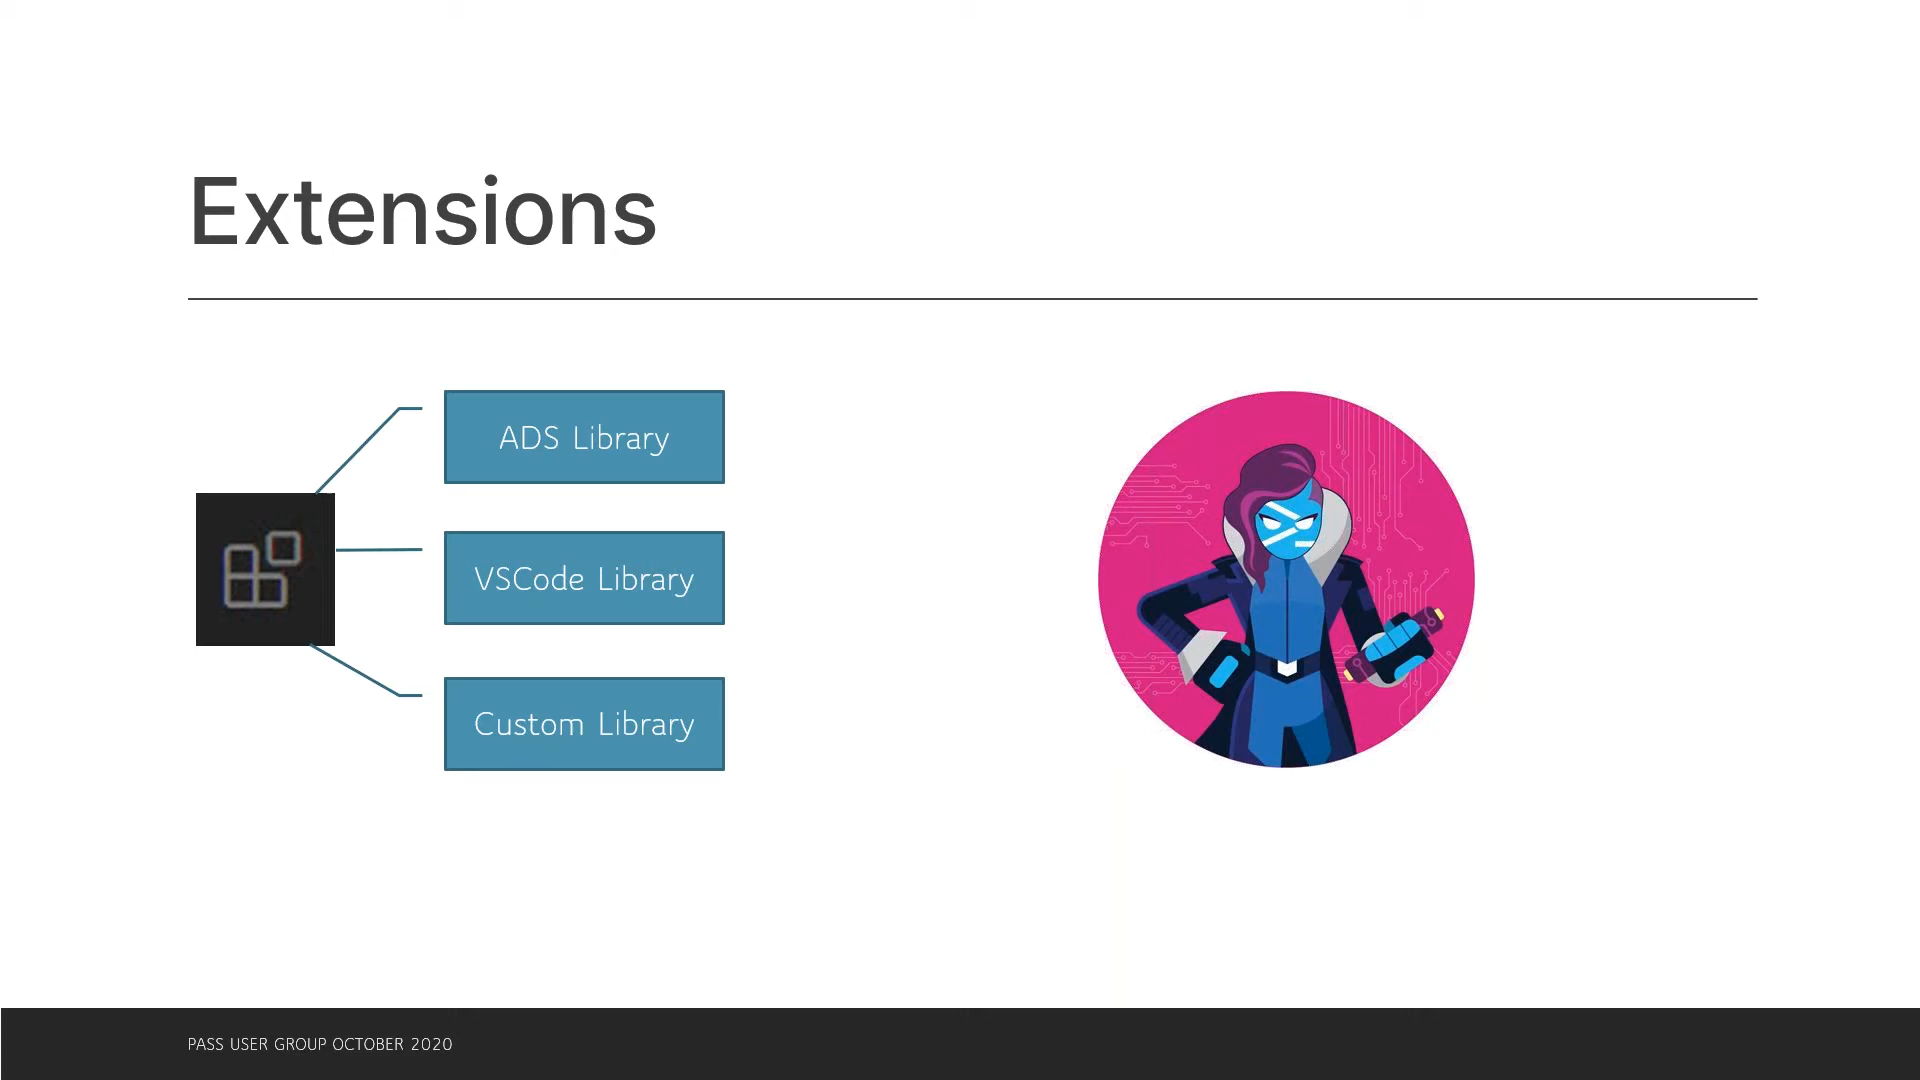 Extensions
ADS Library
VSCode Library
Custom Library
PASS USER GROUP OCTOBER 2020